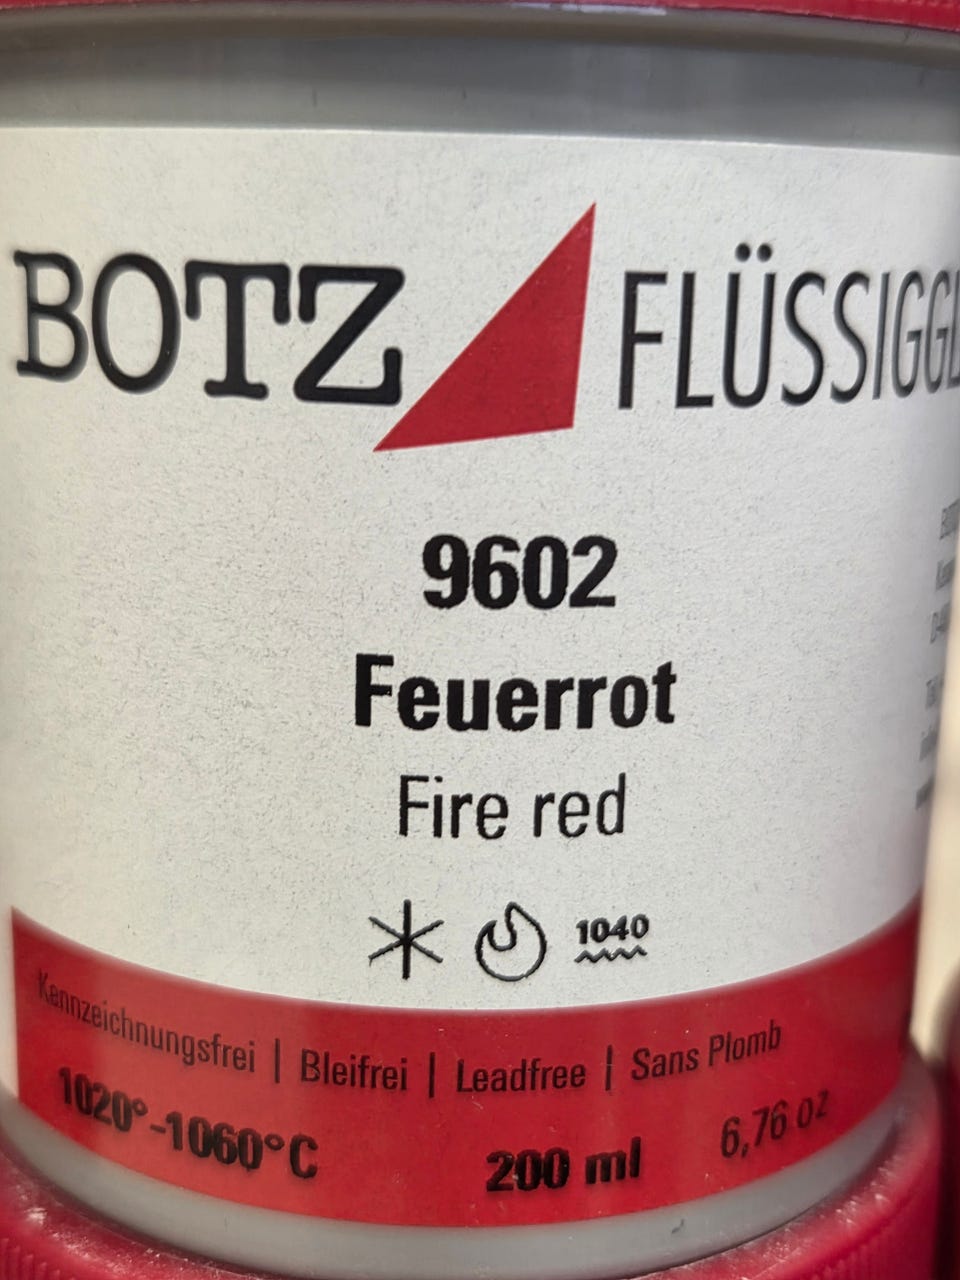 BOTZ FLÜSSIGGL
9602
Feuerrot
Fire red
1040
Kennzeichnungsfrei | Bleifrei | Leadfree | Sans Plomb
1020°-1060°C 200 ml 6,76 oz